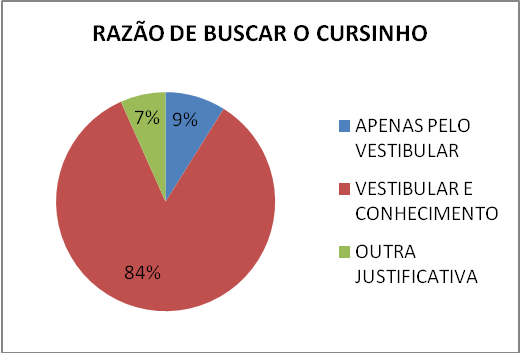 RAZÃO DE BUSCAR O CURSINHO
7%
9%
84%
APENAS PELO
VESTIBULAR
VESTIBULAR E
CONHECIMENTO
OUTRA
JUSTIFICATIVA